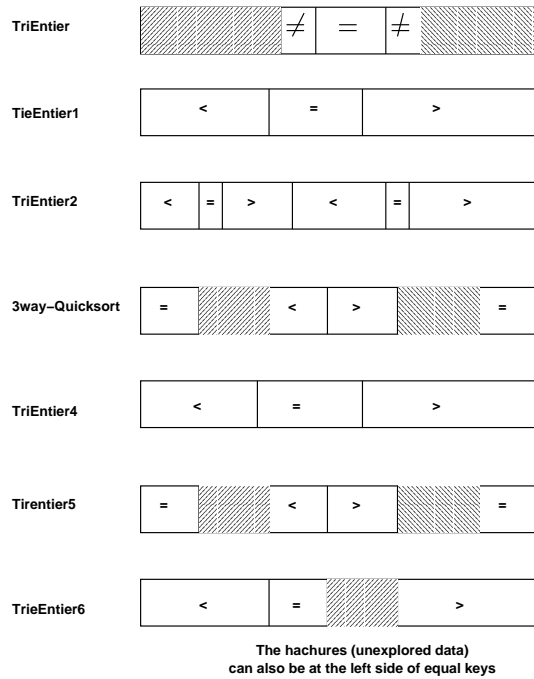 TriEntier ≠ = ≠
TieEntier1 < = >
TriEntier2 < = > < = >
3way–Quicksort = < > =
TriEntier4 < = >
Tirentier5 = < > =
TrieEntier6 < = >
The hachures (unexplored data)
can also be at the left side of equal keys